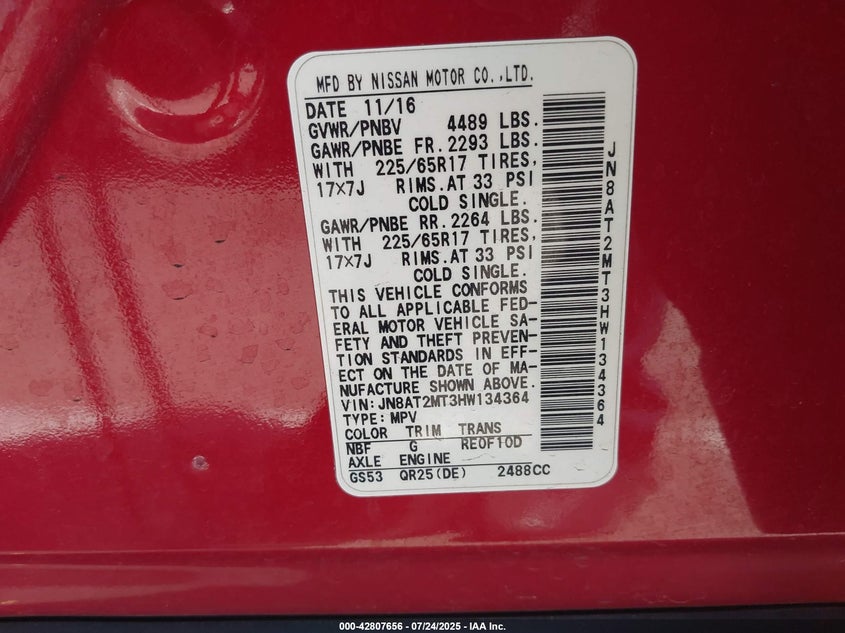 MFD BY NISSAN MOTOR CO.,LTD.
DATE 11/16
GVWR/PNBV 4489 LBS.
GAWR/PNBE FR. 2293 LBS.
WITH 225/65R17 TIRES,
17×7J RIMS. AT 33 PSI
COLD SINGLE.
GAWR/PNBE RR. 2264 LBS.
WITH 225/65R17 TIRES,
17×7J RIMS. AT 33 PSI
COLD SINGLE.
THIS VEHICLE CONFORMS
TO ALL APPLICABLE FED-
ERAL MOTOR VEHICLE SA-
FETY AND THEFT PREVEN-
TION STANDARDS IN EFF-
ECT ON THE DATE OF MA-
NUFACTURE SHOWN ABOVE.
VIN:JN8AT2MT3HW134364
TYPE: MPV
COLOR TRIM TRANS
NBF G RE0F10D
AXLE ENGINE
GS53 QR25(DE) 2488CC
JN8AT2MT3HW134364
000-42807656 - 07/24/2025 - IAA Inc.